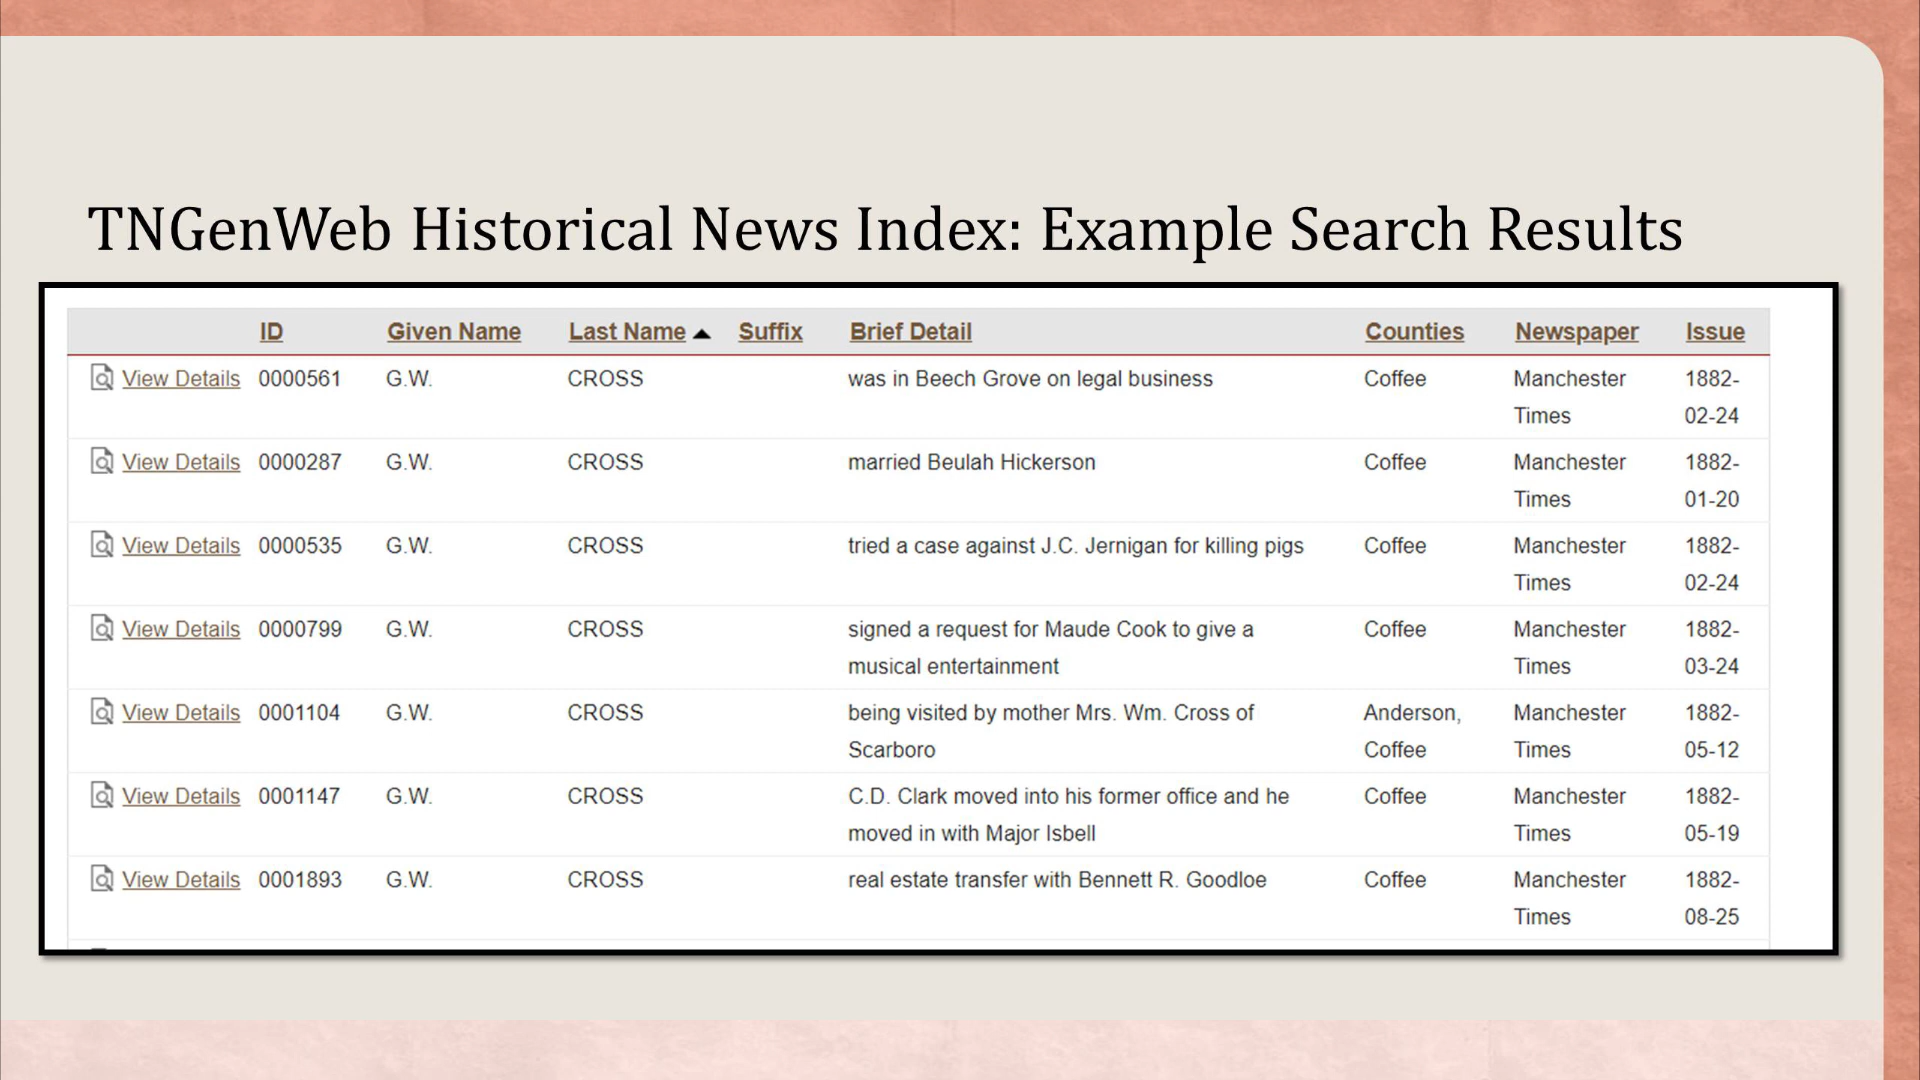 TNGenWeb Historical News Index: Example Search Results
ID Given Name Last Name Suffix Brief Detail Counties Newspaper Issue
View Details 0000561 G.W. CROSS was in Beech Grove on legal business Coffee Manchester 1882-
Times 02-24
View Details 0000287 G.W. CROSS married Beulah Hickerson Coffee Manchester 1882-
Times 01-20
View Details 0000535 G.W. CROSS tried a case against J.C. Jernigan for killing pigs Coffee Manchester 1882-
Times 02-24
View Details 0000799 G.W. CROSS signed a request for Maude Cook to give a Coffee Manchester 1882-
musical entertainment Times 03-24
View Details 0001104 G.W. CROSS being visited by mother Mrs. Wm. Cross of Anderson, Manchester 1882-
Scarboro Coffee Times 05-12
View Details 0001147 G.W. CROSS C.D. Clark moved into his former office and he Coffee Manchester 1882-
moved in with Major Isbell Times 05-19
View Details 0001893 G.W. CROSS real estate transfer with Bennett R. Goodloe Coffee Manchester 1882-
Times 08-25